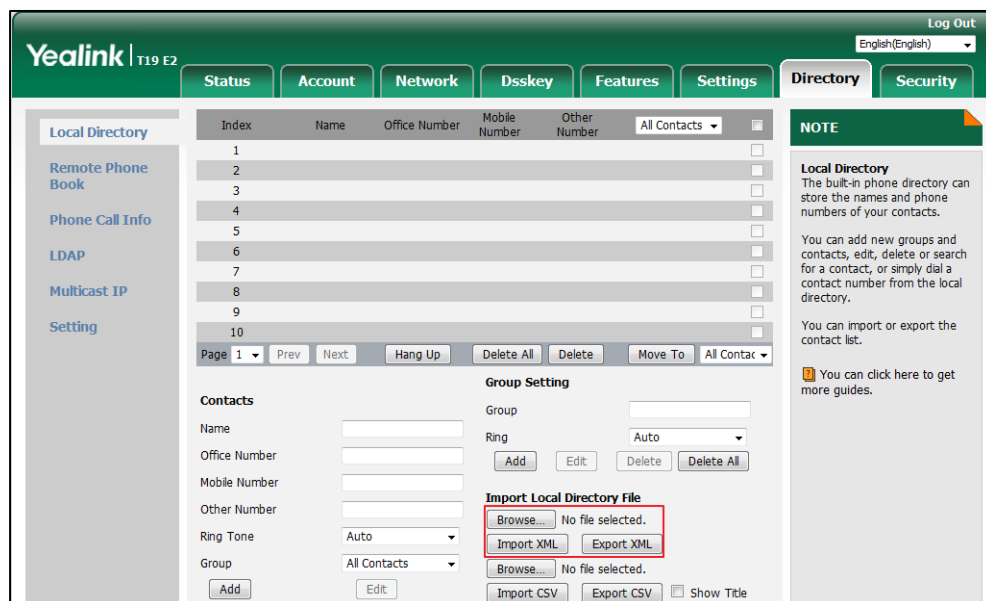 Log Out
Yealink T19 E2
English(English)
Status Account Network Dsskey Features Settings Directory Security
Local Directory
Remote Phone
Book
Phone Call Info
LDAP
Multicast IP
Setting
Index Name Office Number Mobile Number Other Number All Contacts
1
2
3
4
5
6
7
8
9
10
Page 1 Prev Next Hang Up Delete All Delete Move To All Contac
Contacts
Name
Office Number
Mobile Number
Other Number
Ring Tone Auto
Group All Contacts
Add Edit
Group Setting
Group
Ring Auto
Add Edit Delete Delete All
Import Local Directory File
Browse... No file selected.
Import XML Export XML
Browse... No file selected.
Import CSV Export CSV Show Title
NOTE
Local Directory
The built-in phone directory can
store the names and phone
numbers of your contacts.
You can add new groups and
contacts, edit, delete or search
for a contact, or simply dial a
contact number from the local
directory.
You can import or export the
contact list.
You can click here to get
more guides.